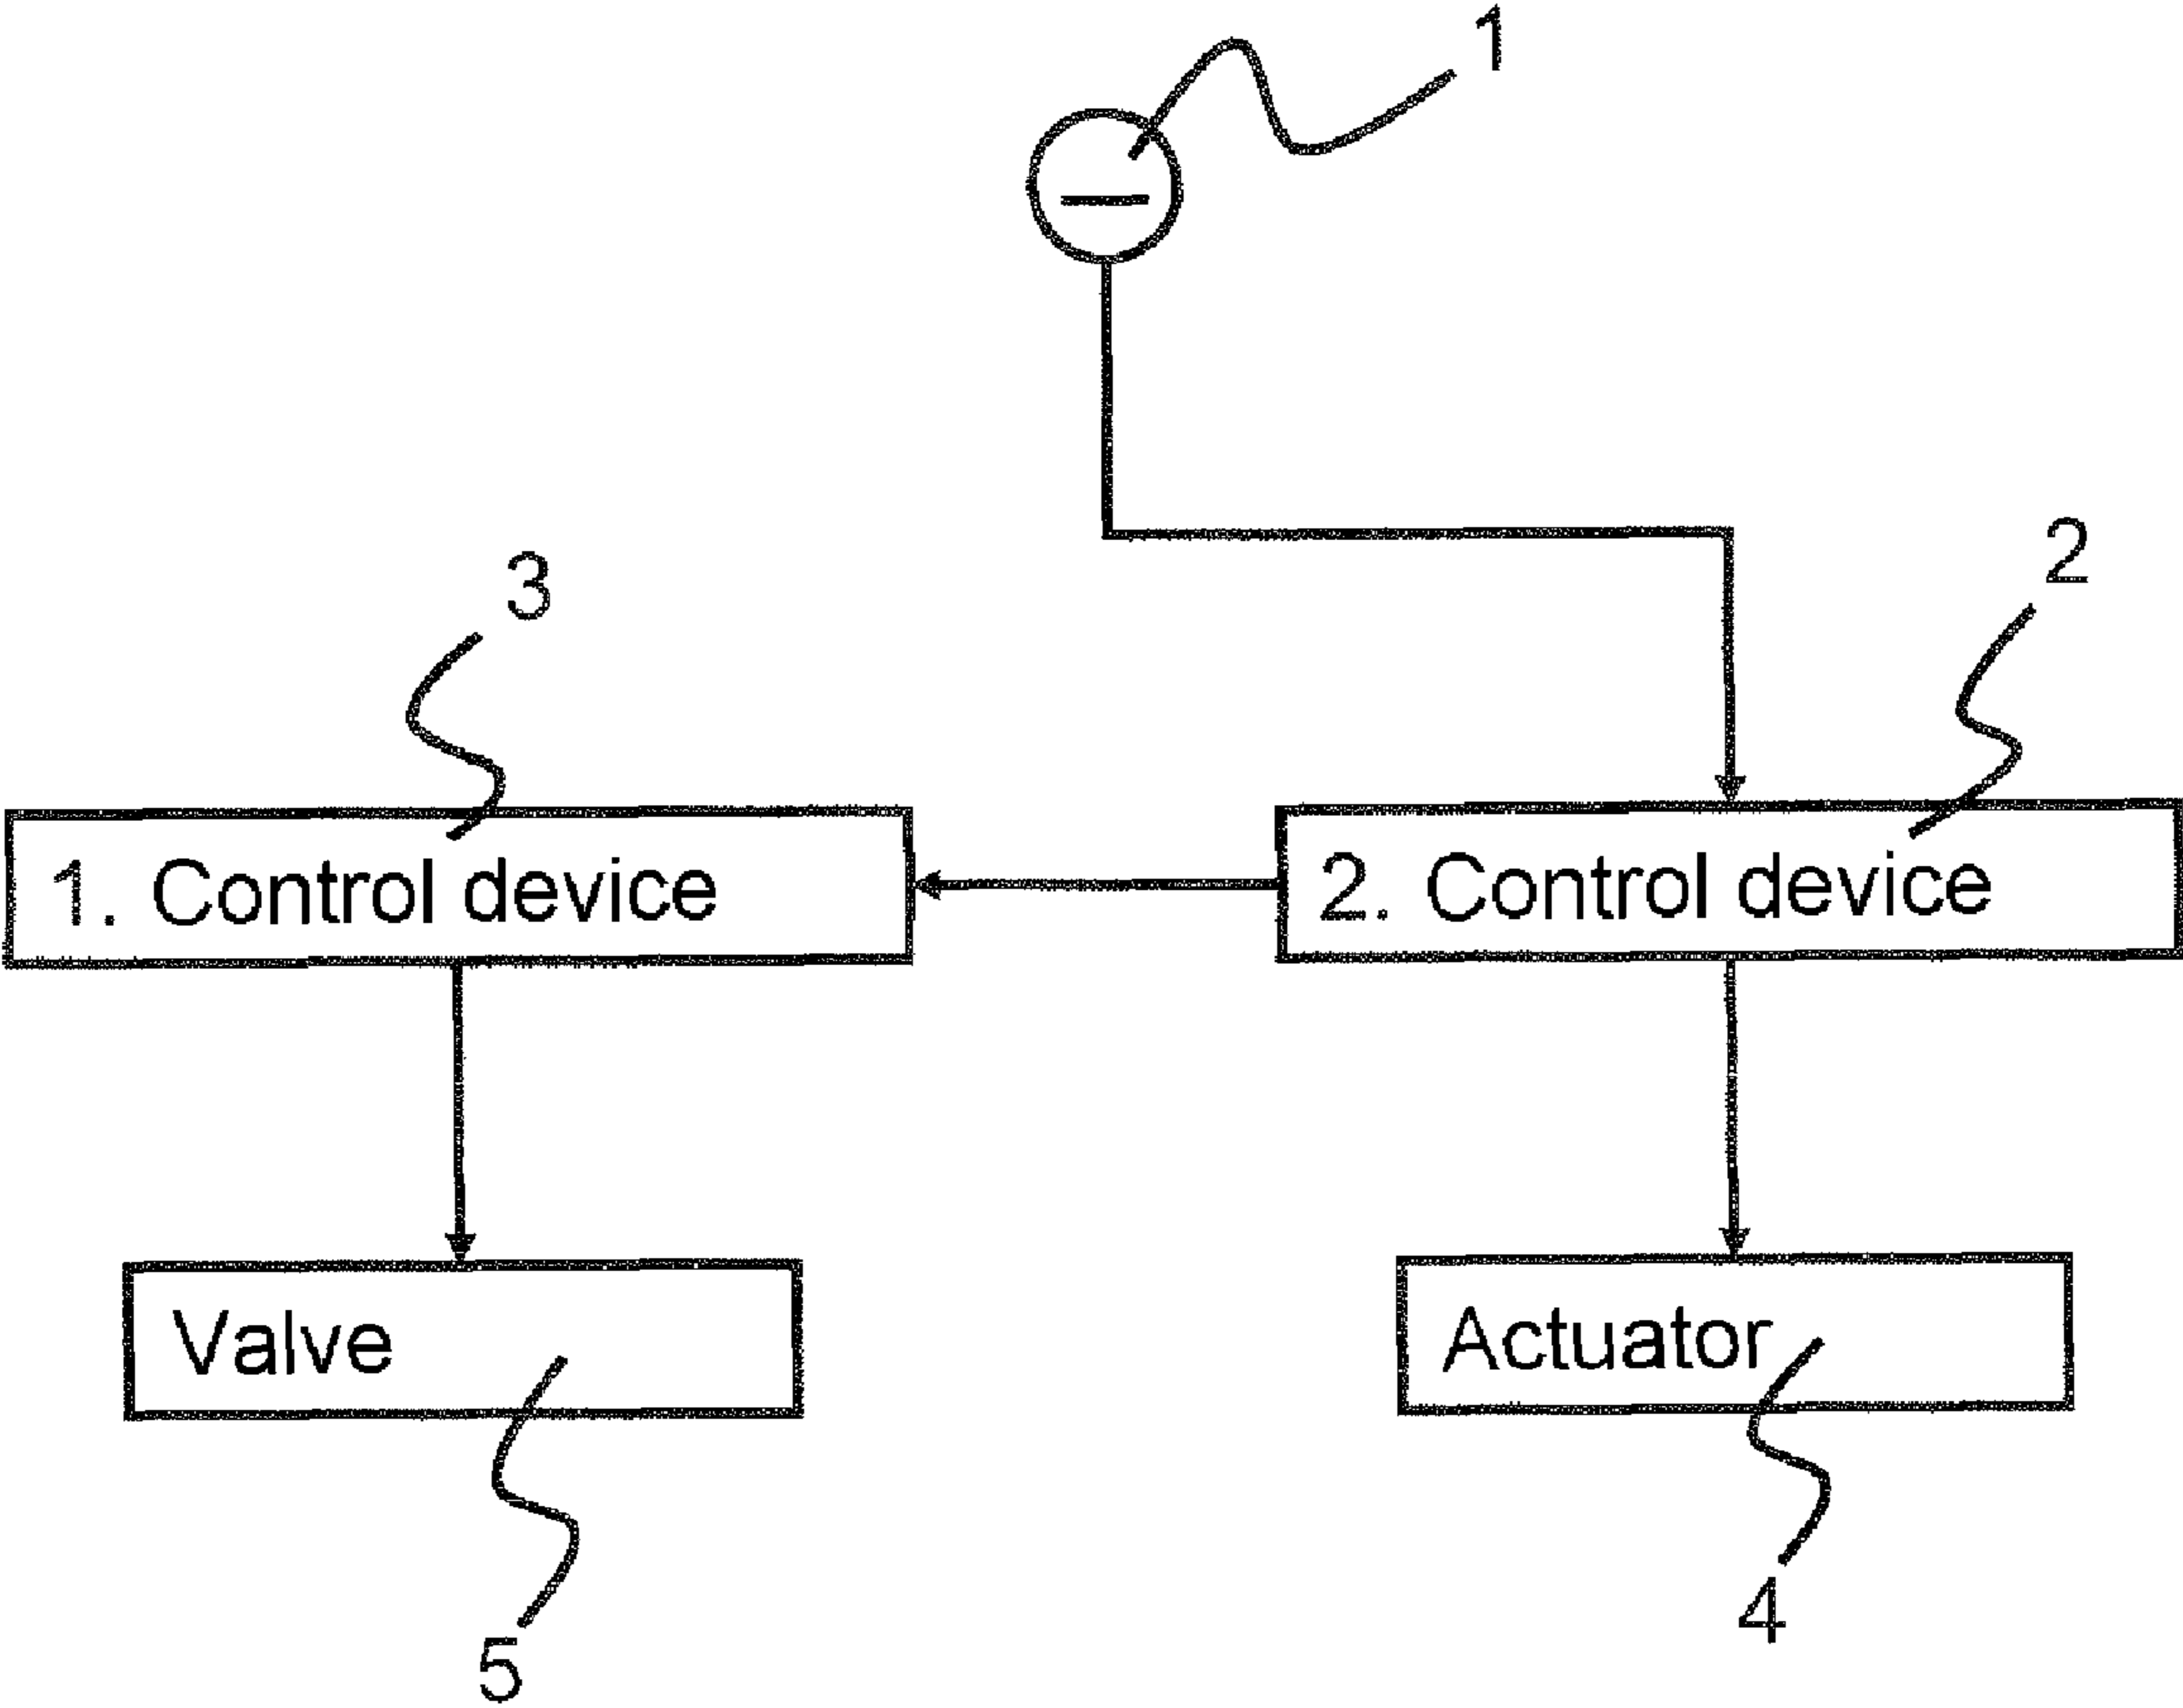 1
2
3
1. Control device
2. Control device
Valve
Actuator
4
5